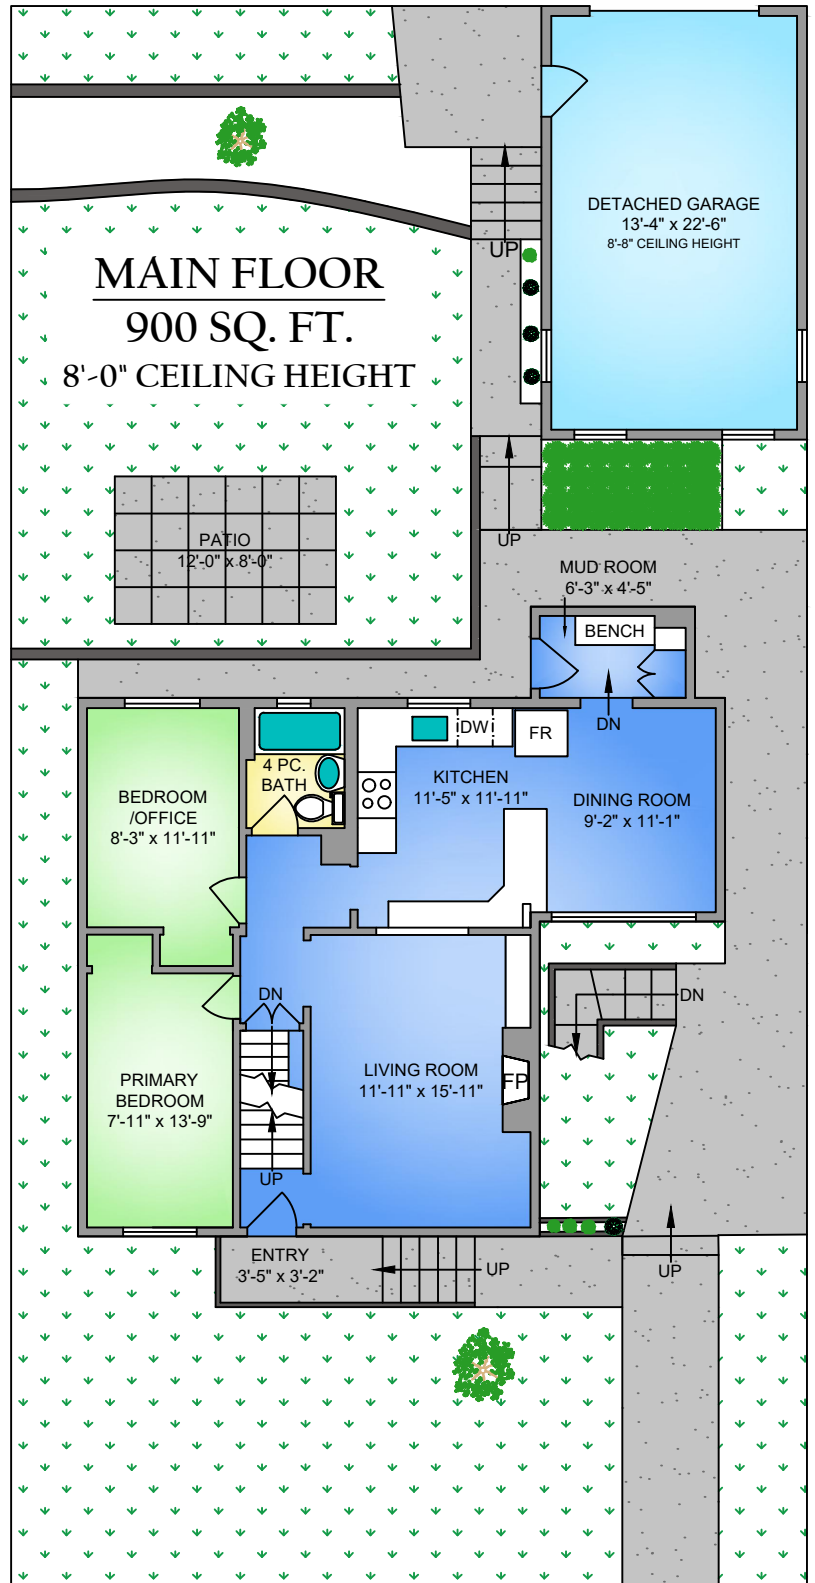 DETACHED GARAGE
13'-4" x 22'-6"
8'-8" CEILING HEIGHT
UP
MAIN FLOOR
900 SQ. FT.
8'-0" CEILING HEIGHT
PATIO
12'-0" x 8'-0"
UP
MUD ROOM
6'-3" x 4'-5"
BENCH
DN
DW
FR
4 PC.
BATH
KITCHEN
11'-5" x 11'-11"
BEDROOM
/OFFICE
8'-3" x 11'-11"
DINING ROOM
9'-2" x 11'-1"
DN
DN
LIVING ROOM
11'-11" x 15'-11"
FP
PRIMARY
BEDROOM
7'-11" x 13'-9"
UP
ENTRY
3'-5" x 3'-2"
UP
UP